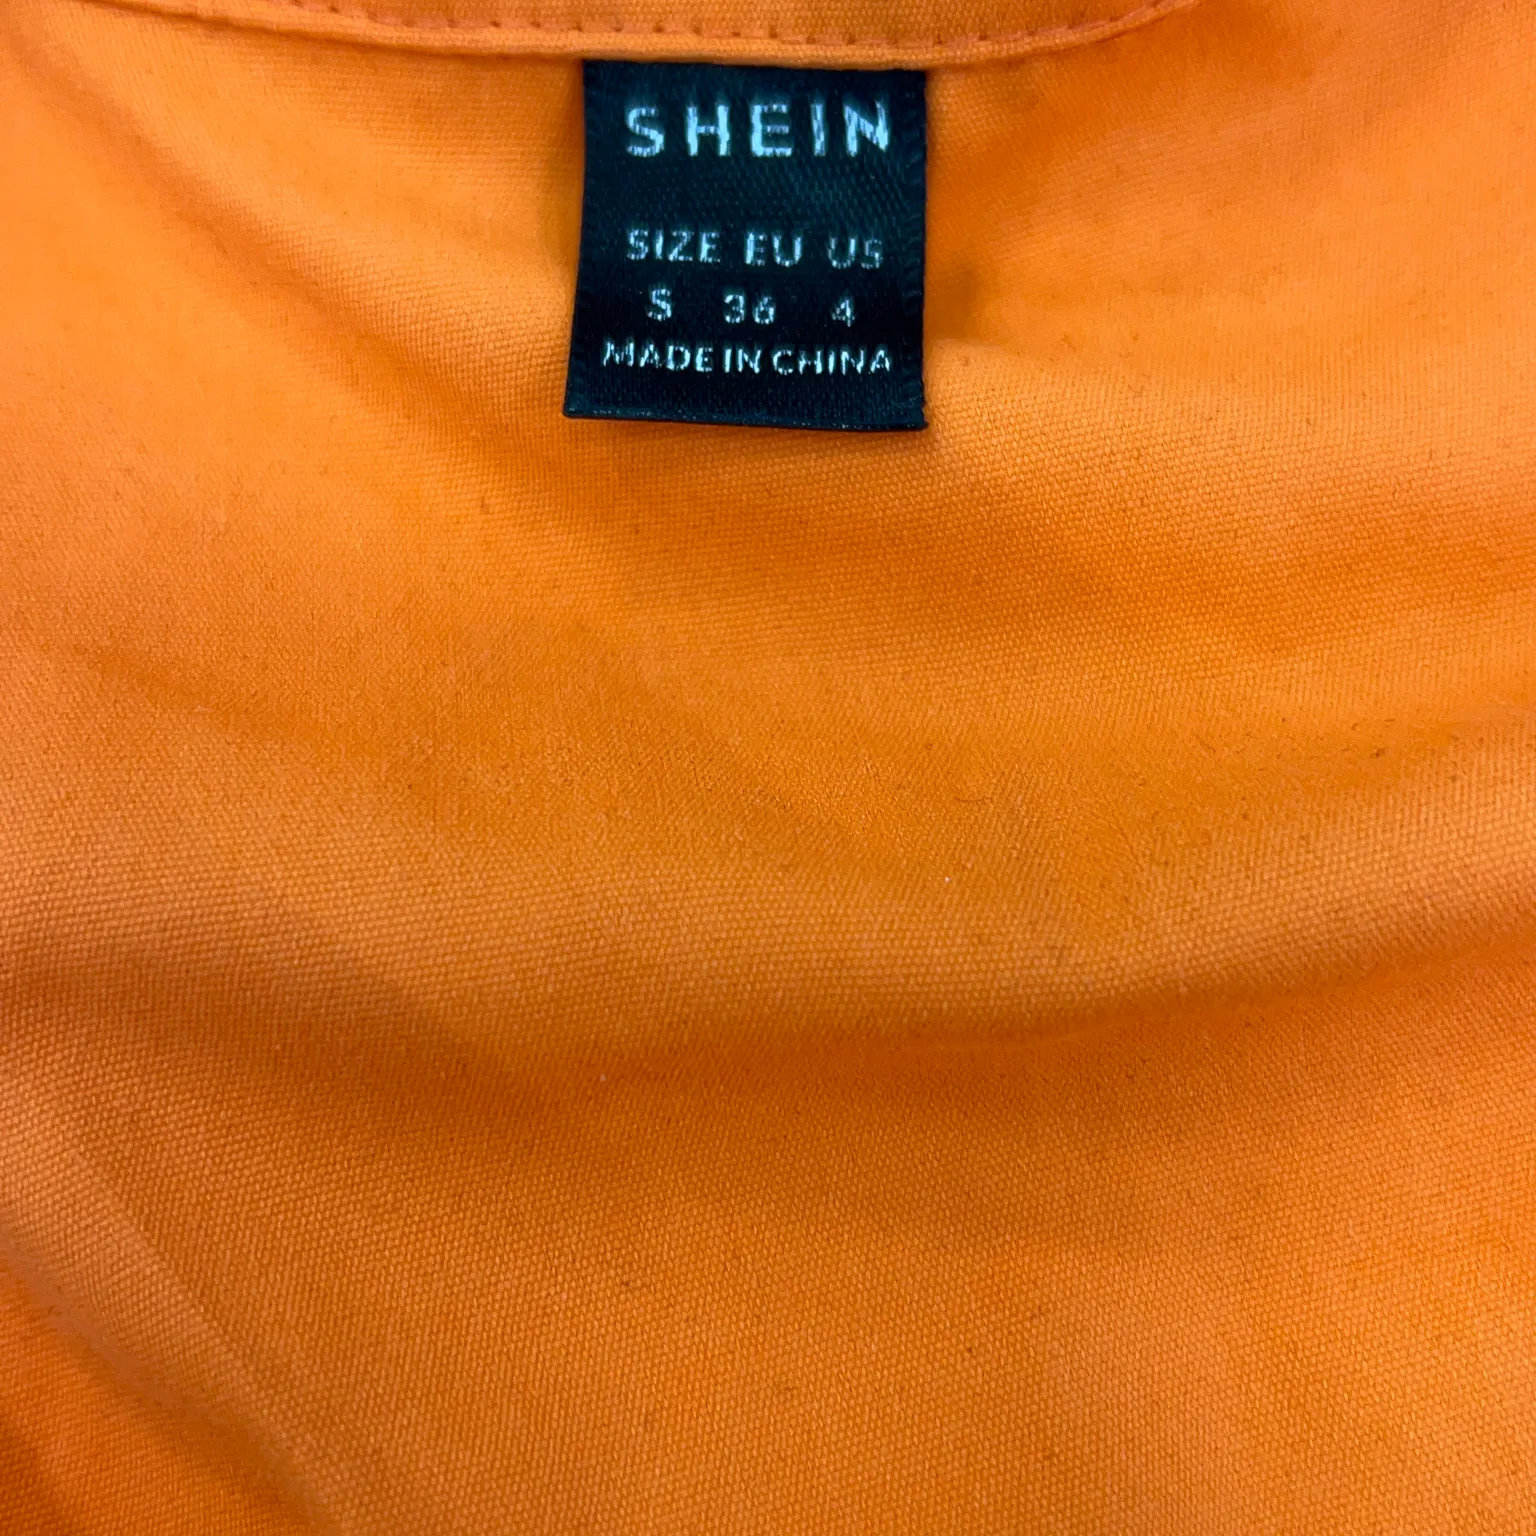 SHEIN
SIZE EU US
S 36 4
MADE IN CHINA